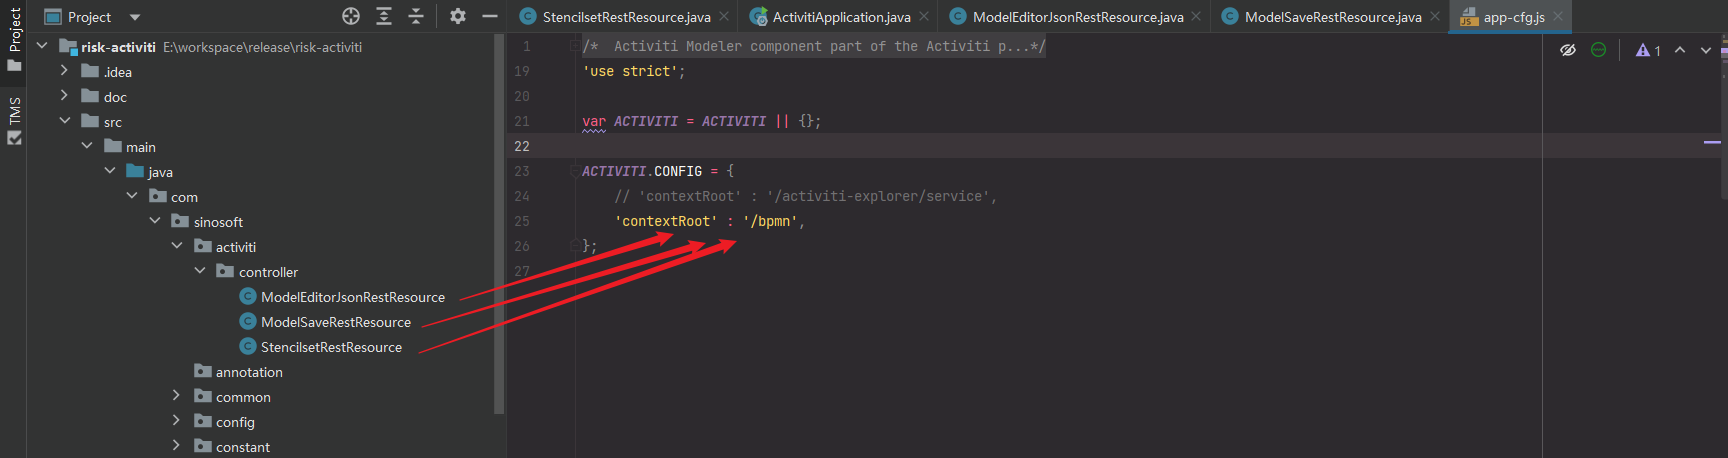 Project
TMS
Project
risk-activiti E:\workspace\release\risk-activiti
.idea
doc
src
main
java
com
sinosoft
activiti
controller
ModelEditorJsonRestResource
ModelSaveRestResource
StencilsetRestResource
annotation
common
config
constant
StencilsetRestResource.java
ActivitiApplication.java
ModelEditorJsonRestResource.java
ModelSaveRestResource.java
app-cfg.js
1 /*  Activiti Modeler component part of the Activiti p...*/
19 'use strict';
20
21 var ACTIVITI = ACTIVITI || {};
22
23 ACTIVITI.CONFIG = {
24 // 'contextRoot' : '/activiti-explorer/service',
25 'contextRoot' : '/bpmn',
26 };
27
1